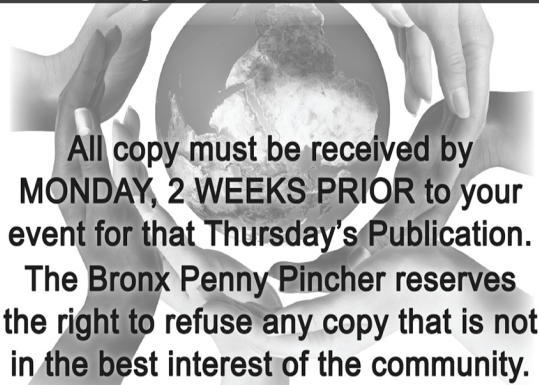 All copy must be received by
MONDAY, 2 WEEKS PRIOR to your
event for that Thursday's Publication.
The Bronx Penny Pincher reserves
the right to refuse any copy that is not
in the best interest of the community.